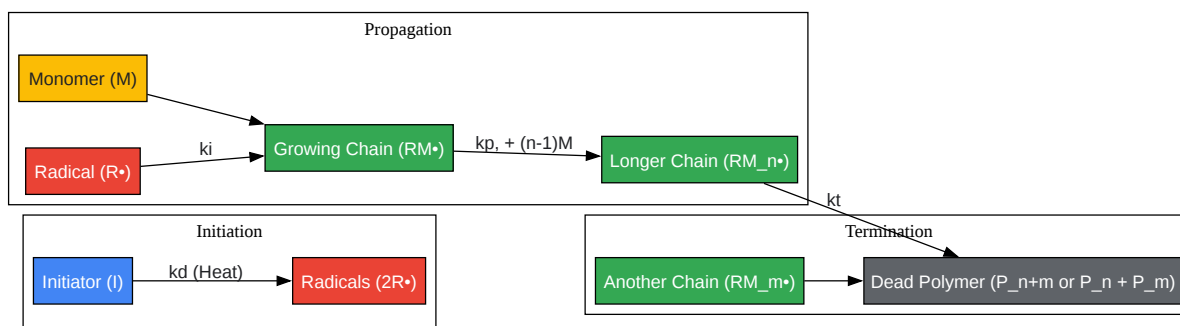 Propagation
Monomer (M)
Radical (R•)
ki
Growing Chain (RM•)
kp, + (n-1)M
Longer Chain (RM_n•)
kt
Initiation
Initiator (I)
kd (Heat)
Radicals (2R•)
Termination
Another Chain (RM_m•)
Dead Polymer (P_n+m or P_n + P_m)